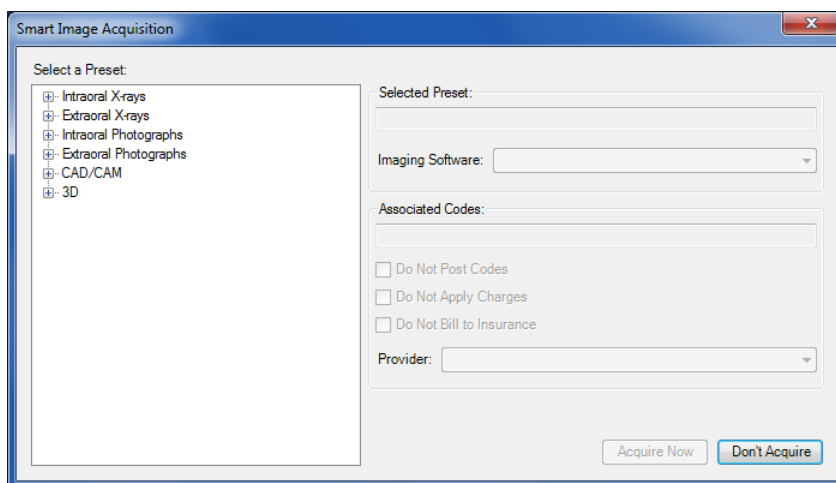 Smart Image Acquisition
Select a Preset:
Intraoral X-rays
Extraoral X-rays
Intraoral Photographs
Extraoral Photographs
CAD/CAM
3D
Selected Preset:
Imaging Software:
Associated Codes:
Do Not Post Codes
Do Not Apply Charges
Do Not Bill to Insurance
Provider:
Acquire Now
Don't Acquire